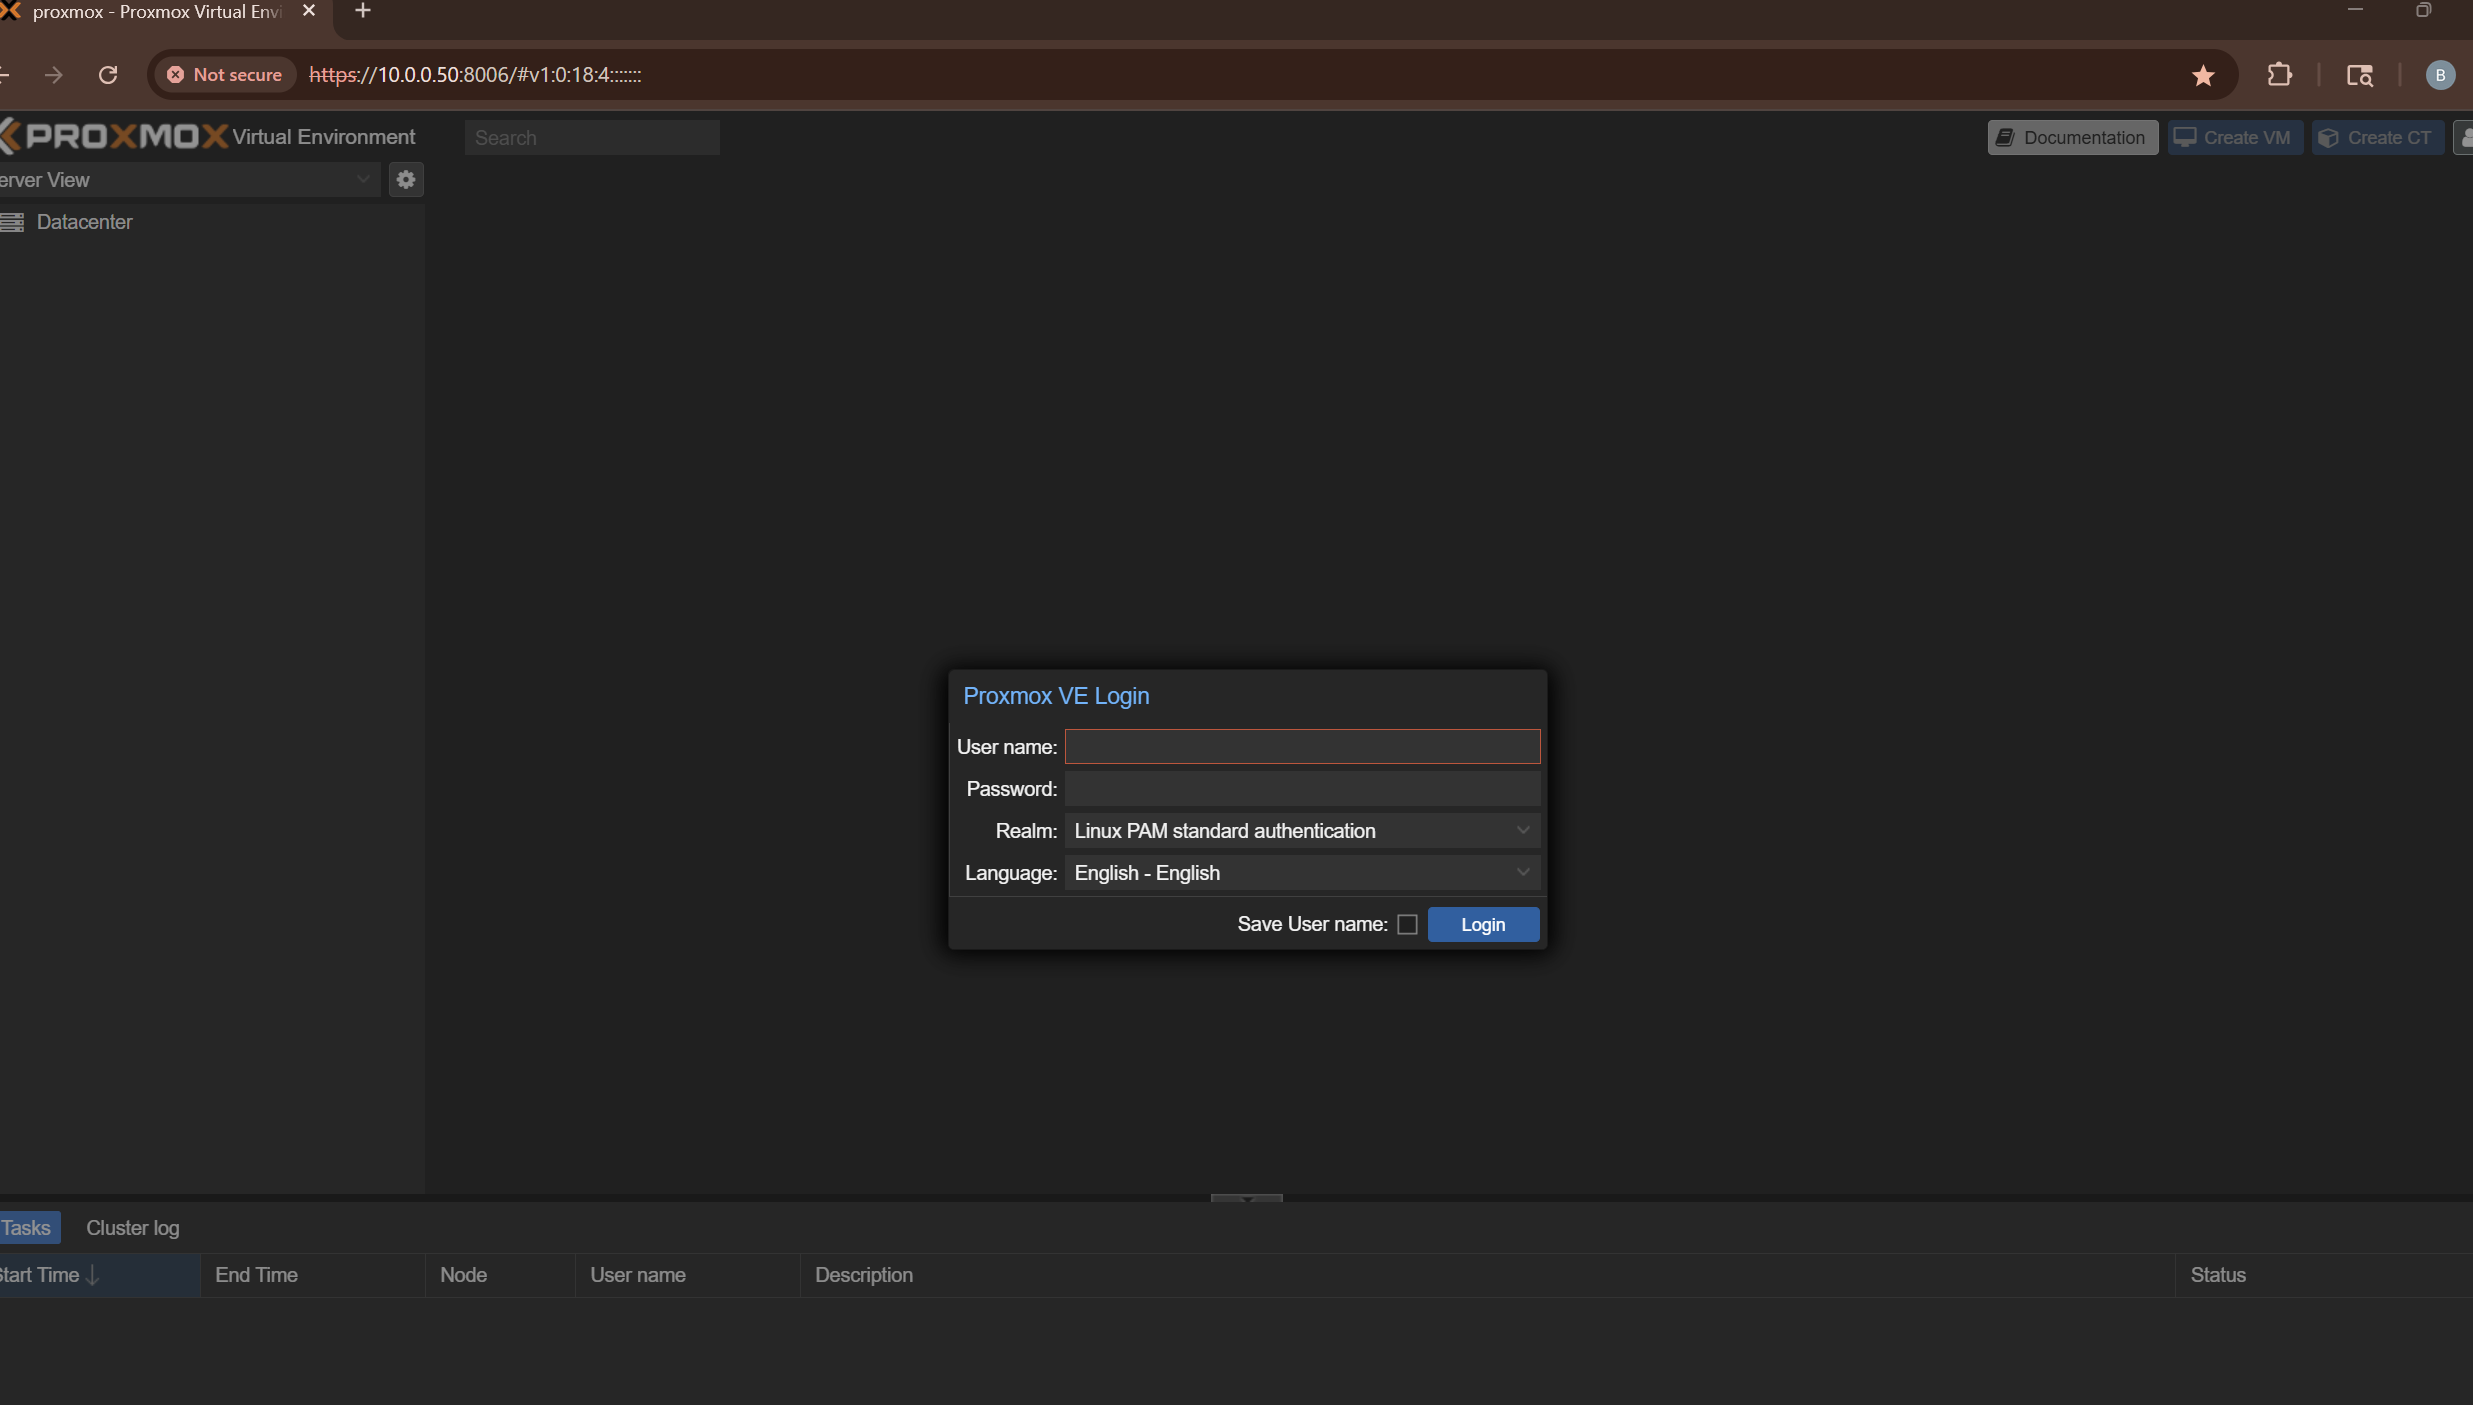 proxmox - Proxmox Virtual Envi
Not secure https://10.0.0.50:8006/#v1:0:18:4:::::::
B
PROXMOX Virtual Environment
Search
Documentation
Create VM
Create CT
erver View
Datacenter
Proxmox VE Login
User name:
Password:
Realm: Linux PAM standard authentication
Language: English - English
Save User name: Login
Tasks Cluster log
Start Time End Time Node User name Description Status